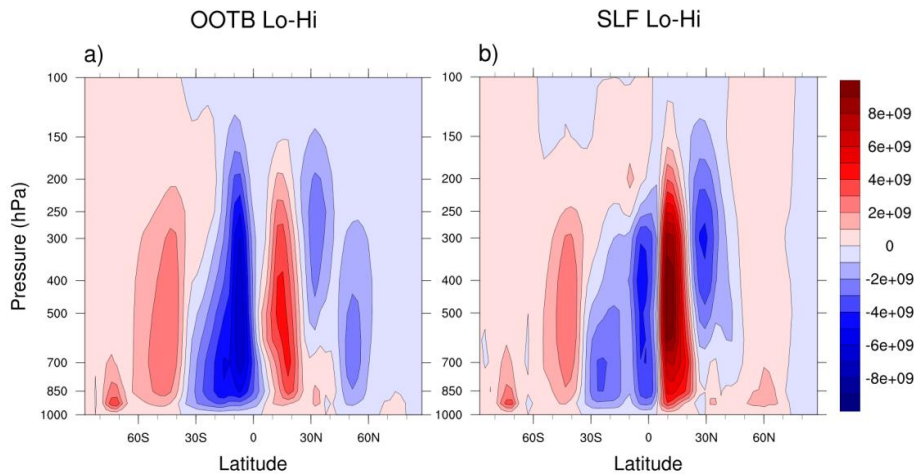 OOTB Lo-Hi
SLF Lo-Hi
a)
b)
Pressure (hPa)
100
150
200
250
300
400
500
700
850
1000
60S 30S 0 30N 60N
Latitude
100
150
200
250
300
400
500
700
850
1000
60S 30S 0 30N 60N
Latitude
8e+09
6e+09
4e+09
2e+09
0
-2e+09
-4e+09
-6e+09
-8e+09